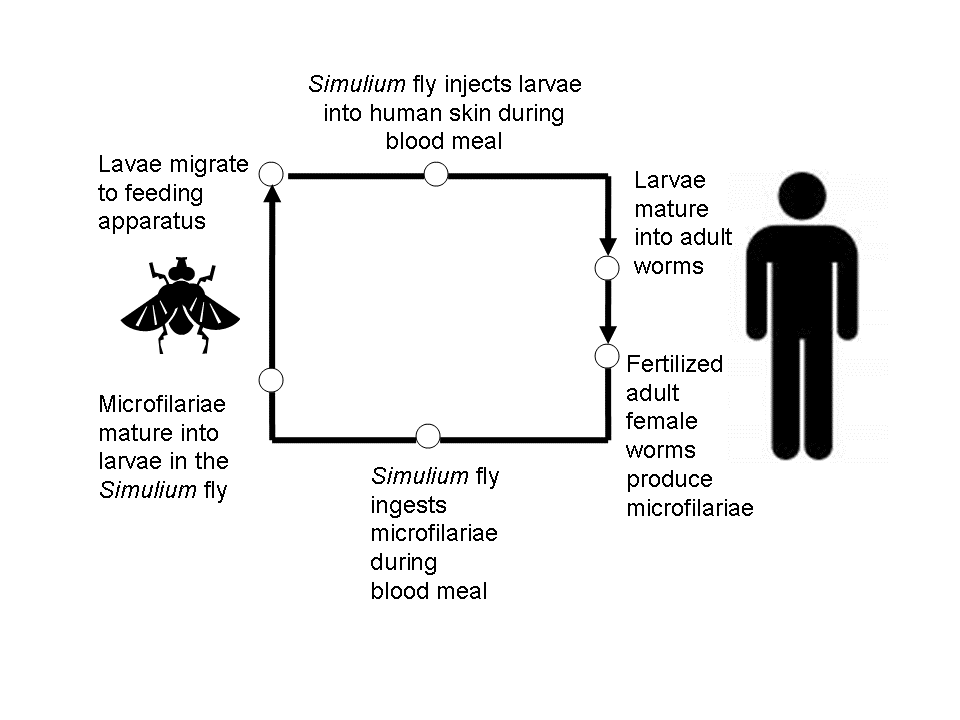 Simulium fly injects larvae
into human skin during
blood meal
Lavae migrate
to feeding
apparatus
Larvae
mature
into adult
worms
Fertilized
adult
female
worms
produce
microfilariae
Simulium fly
ingests
microfilariae
during
blood meal
Microfilariae
mature into
larvae in the
Simulium fly